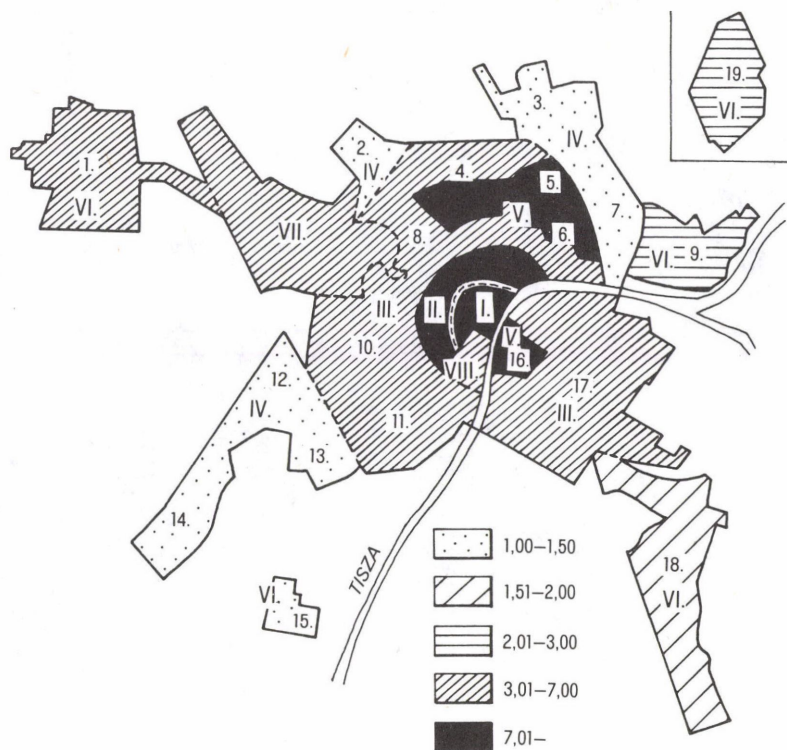 19.
VI.
3.
IV.
1.
VI.
2.
IV.
4.
5.
VII.
V.
6.
7.
8.
VI.
9.
III.
II.
I.
10.
V.
16.
VIII.
17.
III.
12.
IV.
11.
13.
14.
TISZA
VI.
15.
18.
VI.
1,00–1,50
1,51–2,00
2,01–3,00
3,01–7,00
7,01–